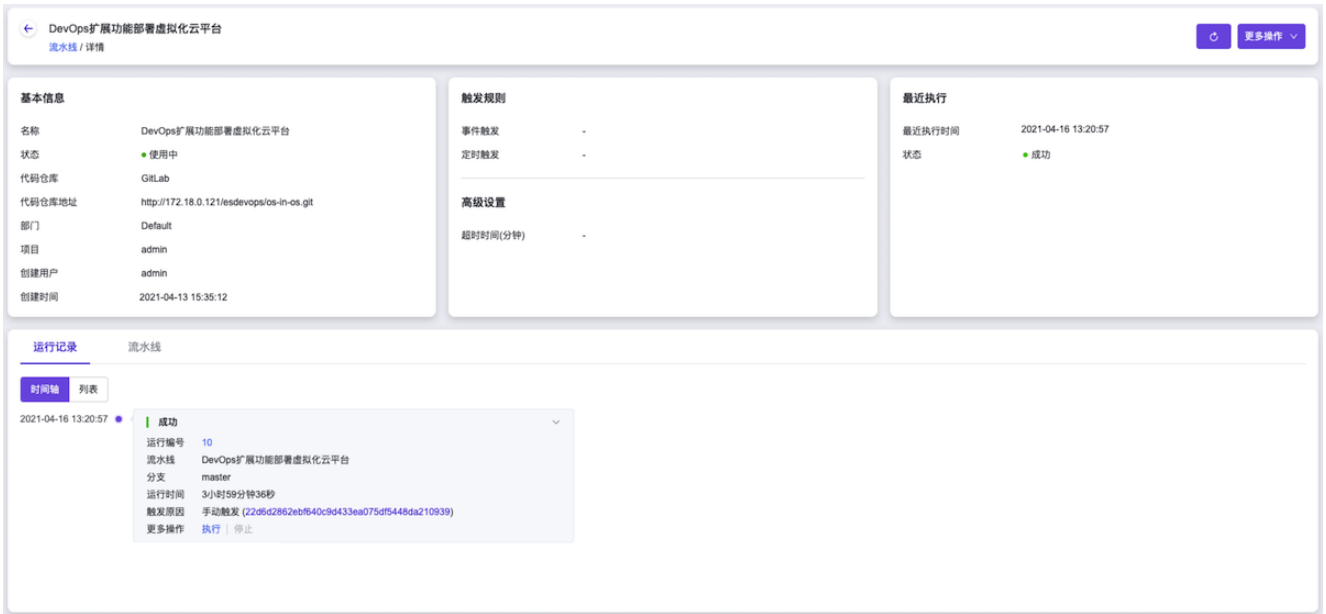 DevOps扩展功能部署虚拟化云平台
流水线 / 详情
更多操作
基本信息
名称 DevOps扩展功能部署虚拟化云平台
状态 使用中
代码仓库 GitLab
代码仓库地址 http://172.18.0.121/esdevops/os-in-os.git
部门 Default
项目 admin
创建用户 admin
创建时间 2021-04-13 15:35:12
触发规则
事件触发 -
定时触发 -
高级设置
超时时间(分钟) -
最近执行
最近执行时间 2021-04-16 13:20:57
状态 成功
运行记录 流水线
时间轴 列表
2021-04-16 13:20:57 成功
运行编号 10
流水线 DevOps扩展功能部署虚拟化云平台
分支 master
运行时间 3小时59分钟36秒
触发原因 手动触发 (22d6d2862ebf640c9d433ea075df5448da210939)
更多操作 执行 | 停止